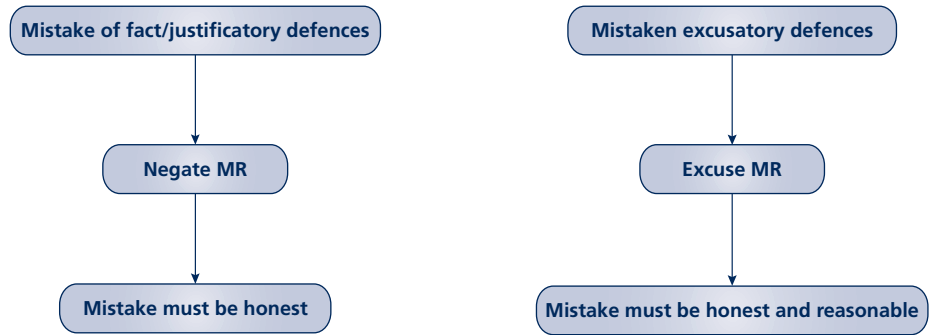 Mistake of fact/justificatory defences
Negate MR
Mistake must be honest
Mistaken excusatory defences
Excuse MR
Mistake must be honest and reasonable